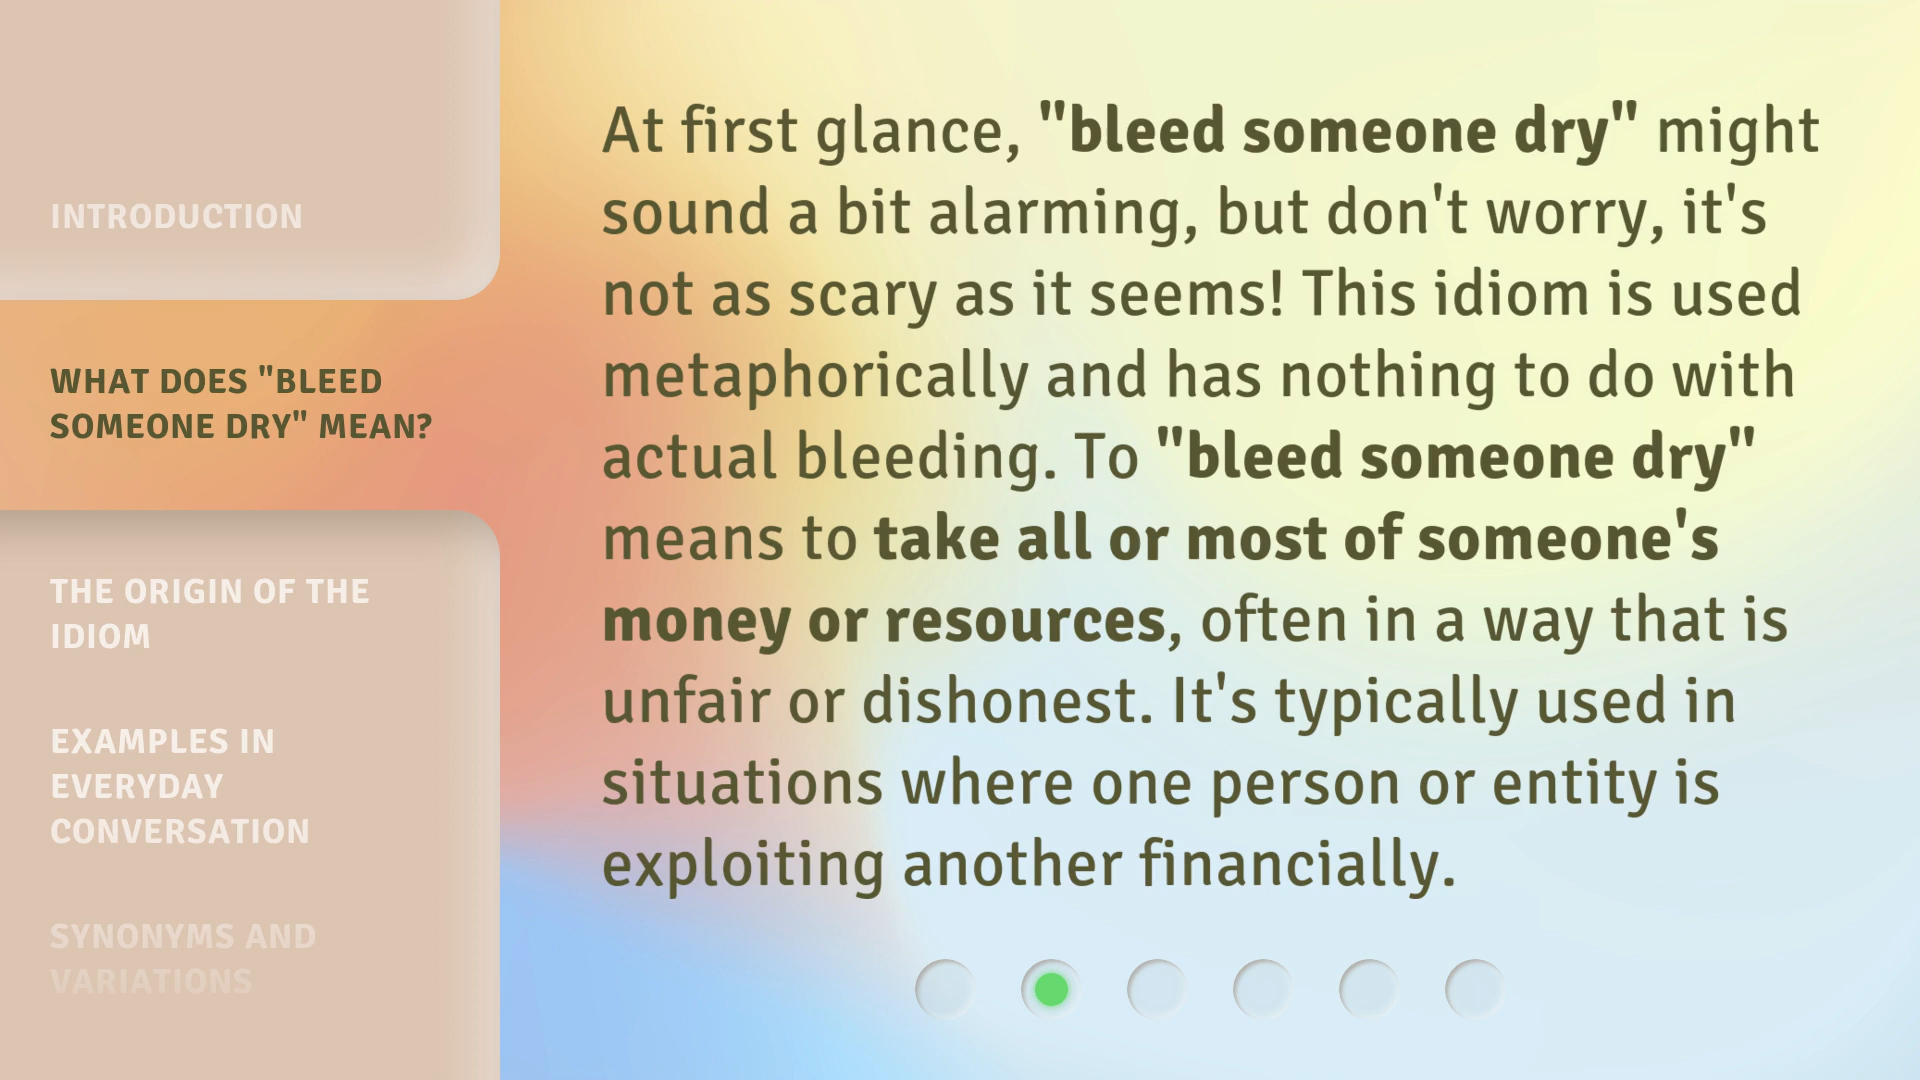 INTRODUCTION
WHAT DOES "BLEED
SOMEONE DRY" MEAN?
THE ORIGIN OF THE
IDIOM
EXAMPLES IN
EVERYDAY
CONVERSATION
SYNONYMS AND
VARIATIONS
At first glance, "bleed someone dry" might
sound a bit alarming, but don't worry, it's
not as scary as it seems! This idiom is used
metaphorically and has nothing to do with
actual bleeding. To "bleed someone dry"
means to take all or most of someone's
money or resources, often in a way that is
unfair or dishonest. It's typically used in
situations where one person or entity is
exploiting another financially.